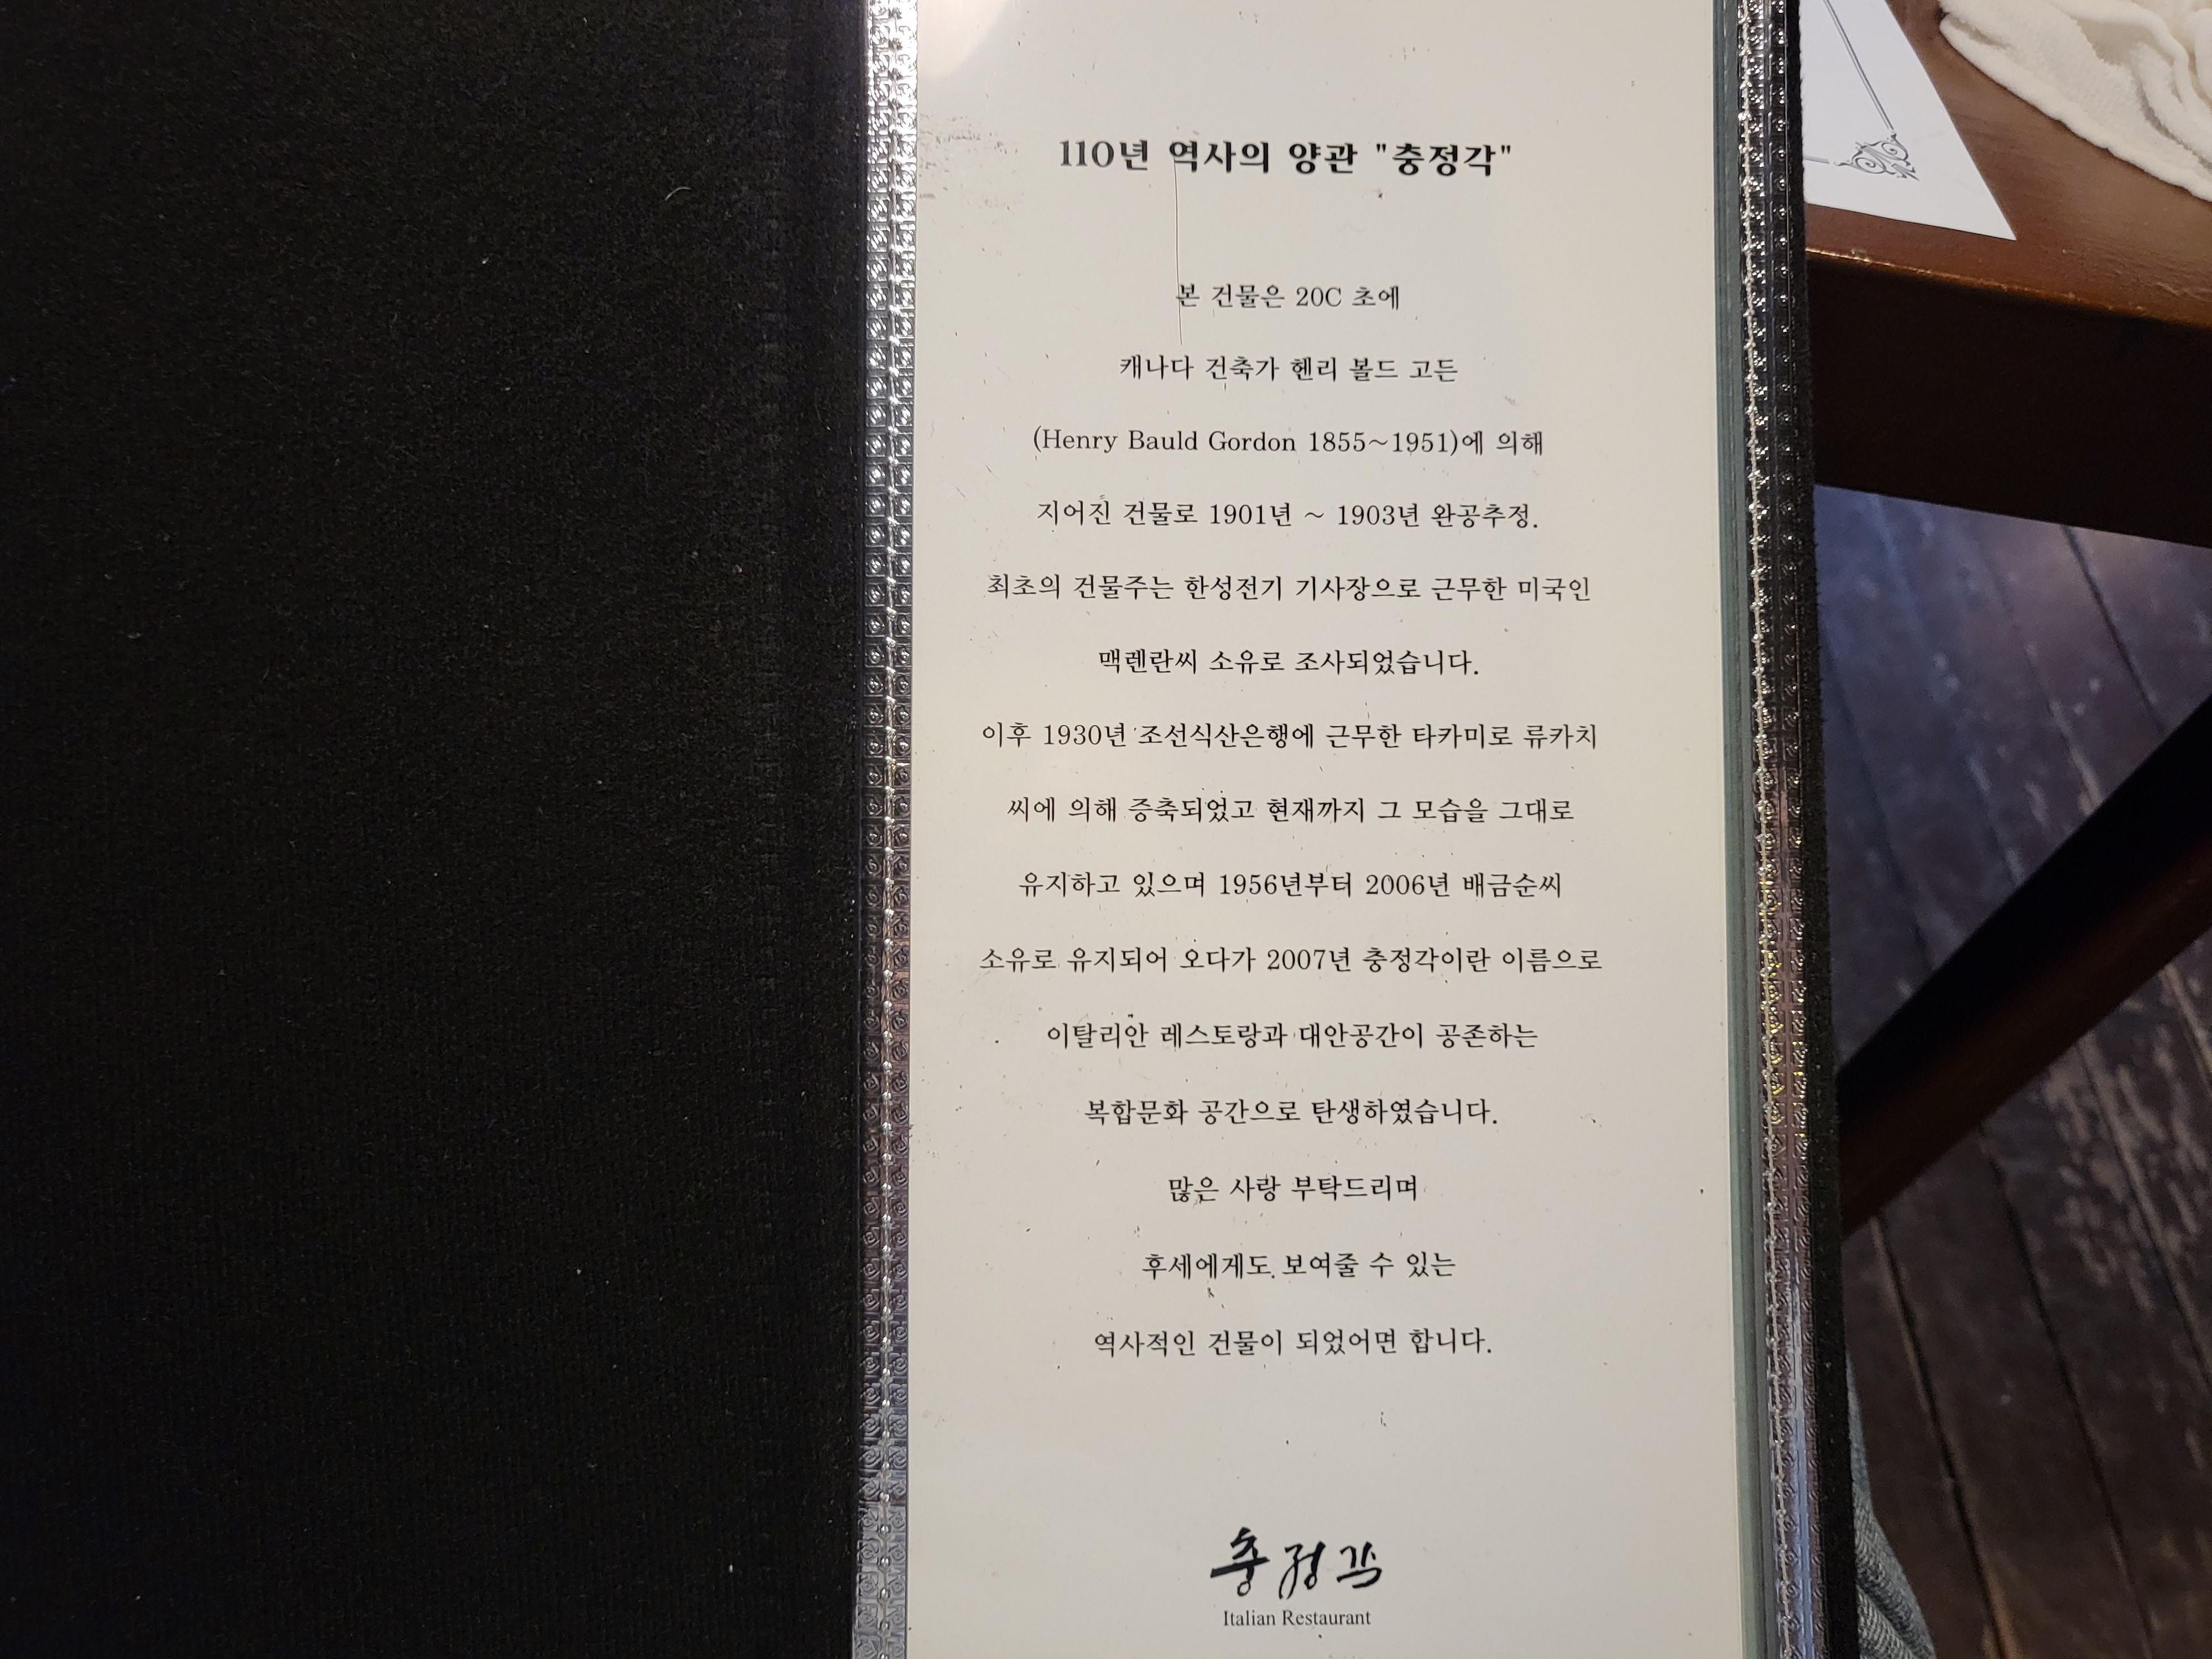 110년 역사의 양관 "충정각"
본 건물은 20C 초에
캐나다 건축가 헨리 볼드 고든
(Henry Bauld Gordon 1855~1951)에 의해
지어진 건물로 1901년 ~ 1903년 완공추정.
최초의 건물주는 한성전기 기사장으로 근무한 미국인
맥렌란씨 소유로 조사되었습니다.
이후 1930년 조선식산은행에 근무한 타카미로 류카치
씨에 의해 증축되었고 현재까지 그 모습을 그대로
유지하고 있으며 1956년부터 2006년 배금순씨
소유로 유지되어 오다가 2007년 충정각이란 이름으로
이탈리안 레스토랑과 대안공간이 공존하는
복합문화 공간으로 탄생하였습니다.
많은 사랑 부탁드리며
후세에게도 보여줄 수 있는
역사적인 건물이 되었어면 합니다.
충정각
Italian Restaurant